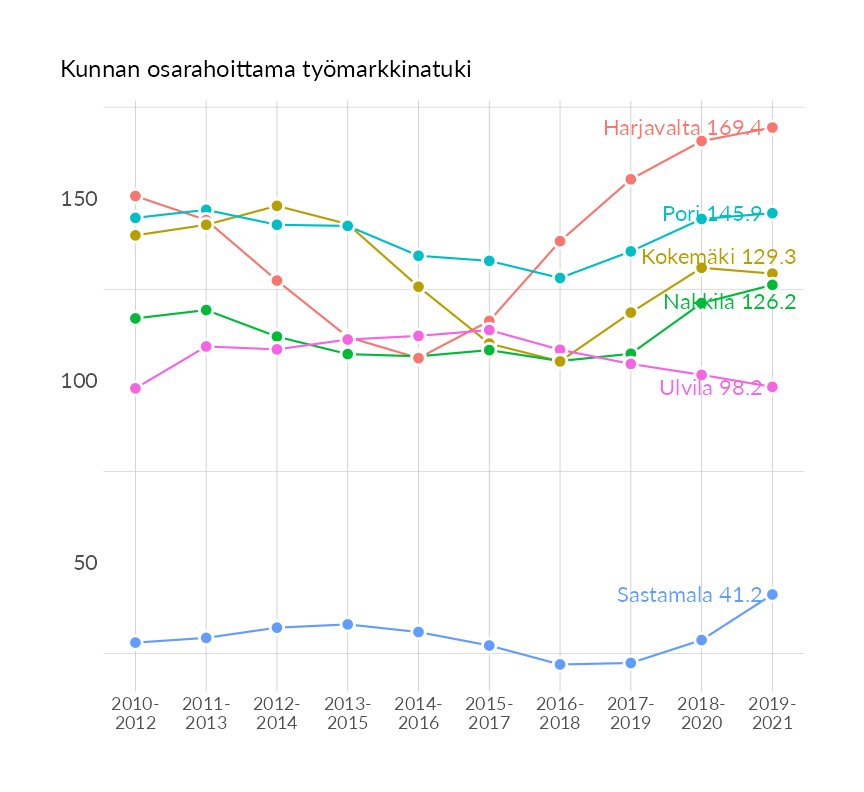 Kunnan osarahoittama työmarkkinatuki
Harjavalta 169.4
150
Pori 145.9
Kokemäki 129.3
Nakkila 126.2
100
Ulvila 98.2
50
Sastamala 41.2
2010- 2011- 2012- 2013- 2014- 2015- 2016- 2017- 2018- 2019-
2012 2013 2014 2015 2016 2017 2018 2019 2020 2021